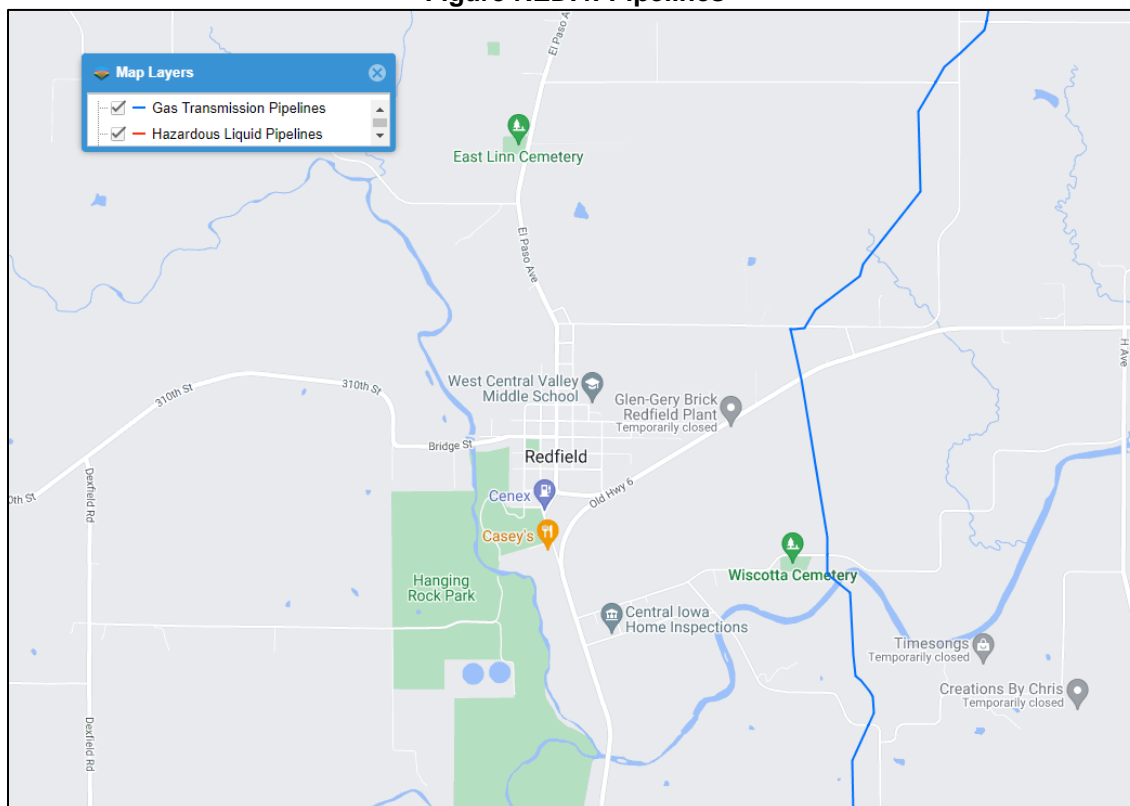 El Paso A
Map Layers
Gas Transmission Pipelines
Hazardous Liquid Pipelines
East Linn Cemetery
El Paso Ave
West Central Valley
Middle School
Glen-Gery Brick
Redfield Plant
Temporarily closed
H Ave
310th St
310th St
Bridge St
Redfield
0th St
Dexfield Rd
Cenex
Old Hwy 6
Casey's
Wiscotta Cemetery
Hanging
Rock Park
Central Iowa
Home Inspections
Timesongs
Temporarily closed
Creations By Chris
Temporarily closed
Dexfield Rd